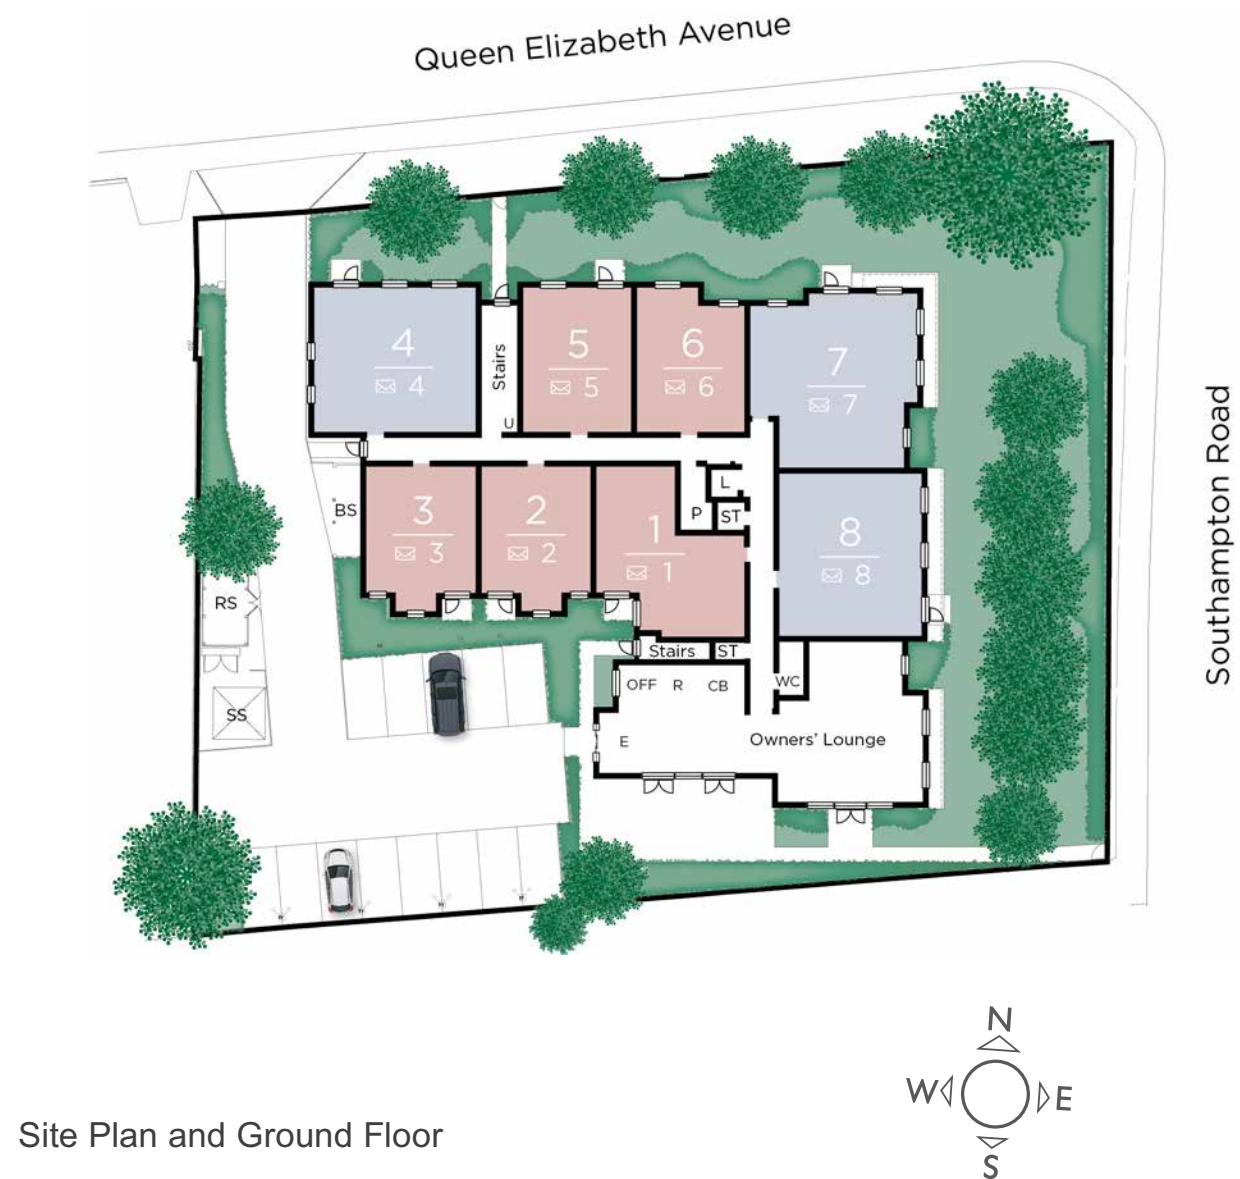 Queen Elizabeth Avenue
Southampton Road
4
4
Stairs
U
5
5
6
6
7
7
3
3
2
2
1
1
L
P
ST
8
8
BS
RS
SS
Stairs
ST
WC
OFF R CB
E
Owners' Lounge
N
W
E
S
Site Plan and Ground Floor